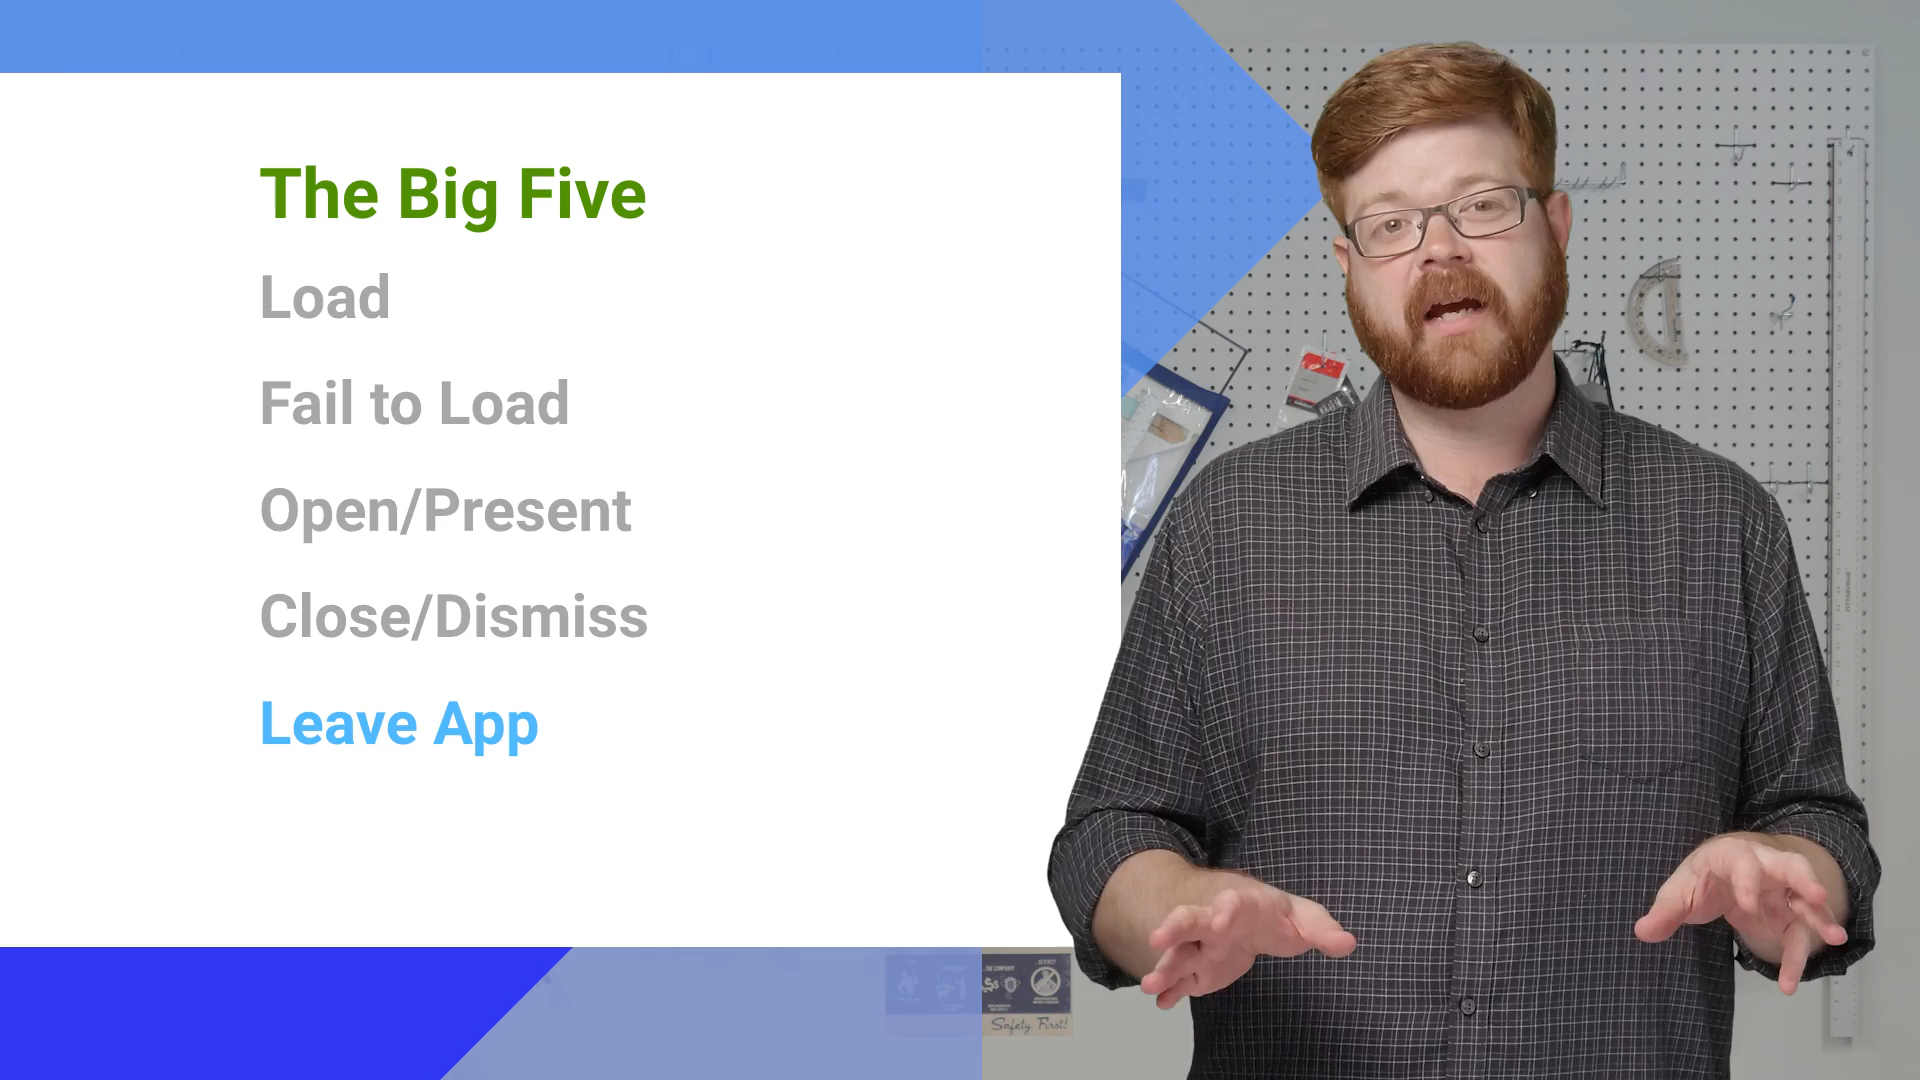 The Big Five
Load
Fail to Load
Open/Present
Close/Dismiss
Leave App
Safety First!